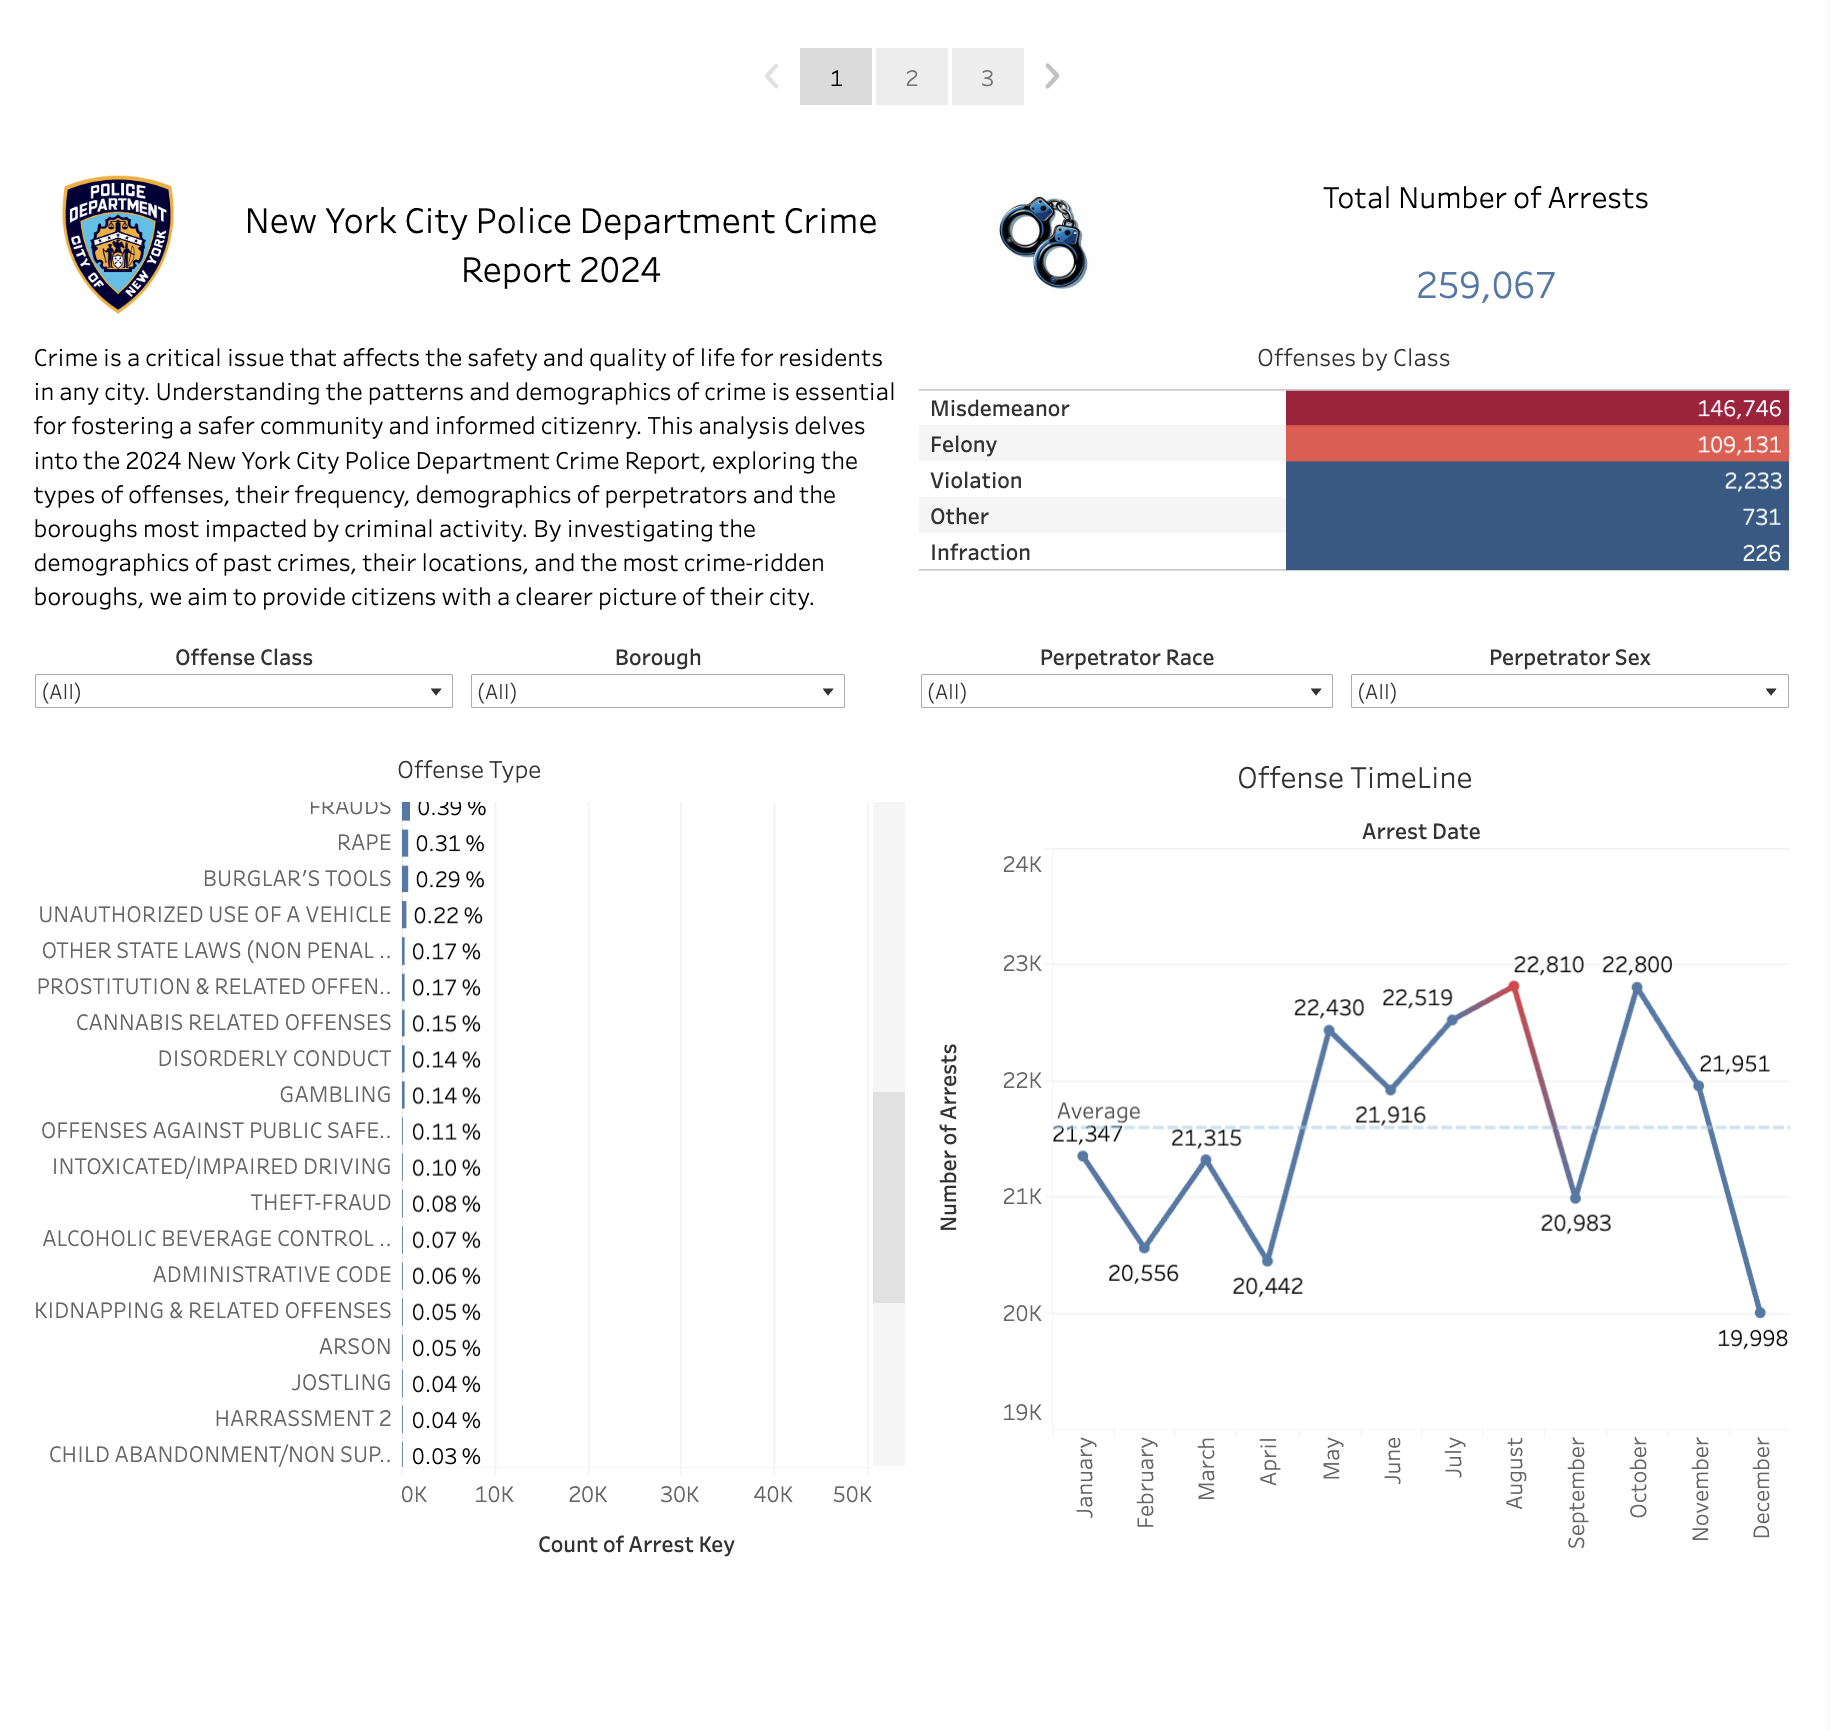 1
2
3
POLICE
DEPARTMENT
CITY OF
NEW YORK
New York City Police Department Crime
Report 2024
Total Number of Arrests
259,067
Crime is a critical issue that affects the safety and quality of life for residents
in any city. Understanding the patterns and demographics of crime is essential
for fostering a safer community and informed citizenry. This analysis delves
into the 2024 New York City Police Department Crime Report, exploring the
types of offenses, their frequency, demographics of perpetrators and the
boroughs most impacted by criminal activity. By investigating the
demographics of past crimes, their locations, and the most crime-ridden
boroughs, we aim to provide citizens with a clearer picture of their city.
Offenses by Class
Misdemeanor 146,746
Felony 109,131
Violation 2,233
Other 731
Infraction 226
Offense Class
(All)
Borough
(All)
Perpetrator Race
(All)
Perpetrator Sex
(All)
Offense Type
FRAUDS 0.39 %
RAPE 0.31 %
BURGLAR'S TOOLS 0.29 %
UNAUTHORIZED USE OF A VEHICLE 0.22 %
OTHER STATE LAWS (NON PENAL .. 0.17 %
PROSTITUTION & RELATED OFFEN.. 0.17 %
CANNABIS RELATED OFFENSES 0.15 %
DISORDERLY CONDUCT 0.14 %
GAMBLING 0.14 %
OFFENSES AGAINST PUBLIC SAFE.. 0.11 %
INTOXICATED/IMPAIRED DRIVING 0.10 %
THEFT-FRAUD 0.08 %
ALCOHOLIC BEVERAGE CONTROL .. 0.07 %
ADMINISTRATIVE CODE 0.06 %
KIDNAPPING & RELATED OFFENSES 0.05 %
ARSON 0.05 %
JOSTLING 0.04 %
HARRASSMENT 2 0.04 %
CHILD ABANDONMENT/NON SUP.. 0.03 %
0K 10K 20K 30K 40K 50K
Count of Arrest Key
Offense TimeLine
Arrest Date
Number of Arrests
24K
23K
22K
21K
20K
19K
Average
21,347
20,556
21,315
20,442
22,430
21,916
22,519
22,810
20,983
22,800
21,951
19,998
January
February
March
April
May
June
July
August
September
October
November
December